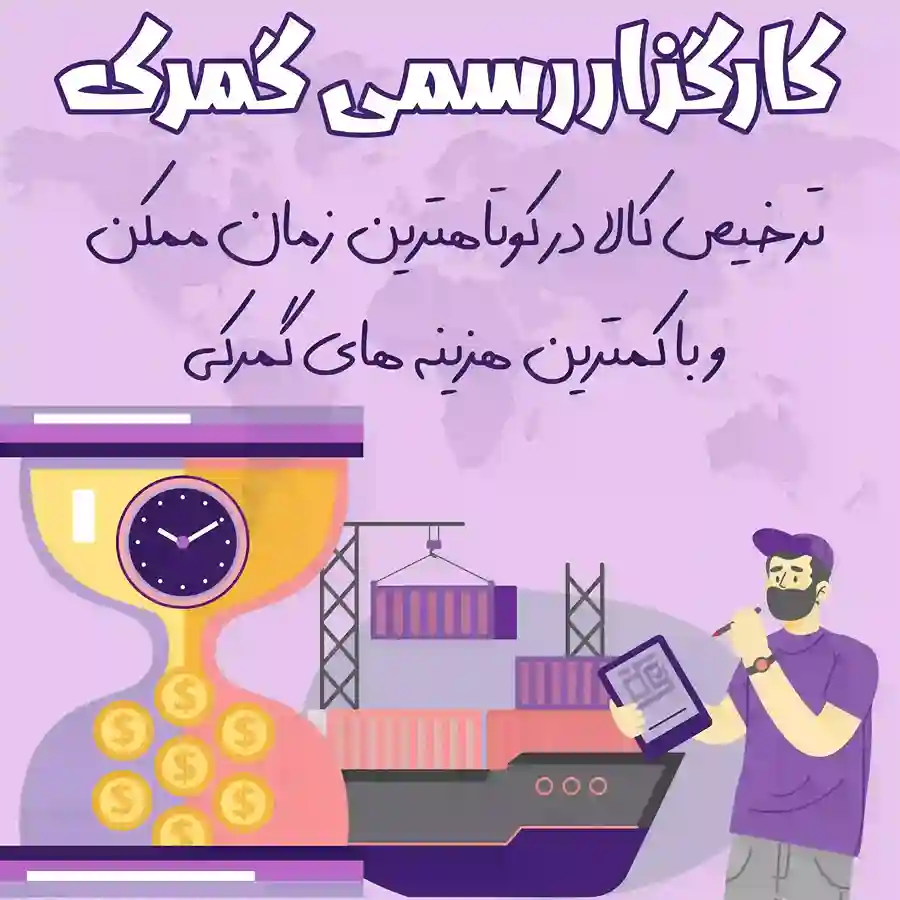 کارگزار رسمی گمرک
ترخیص کالا در کوتاهترین زمان ممکن
و با کمترین هزینه های گمرکی